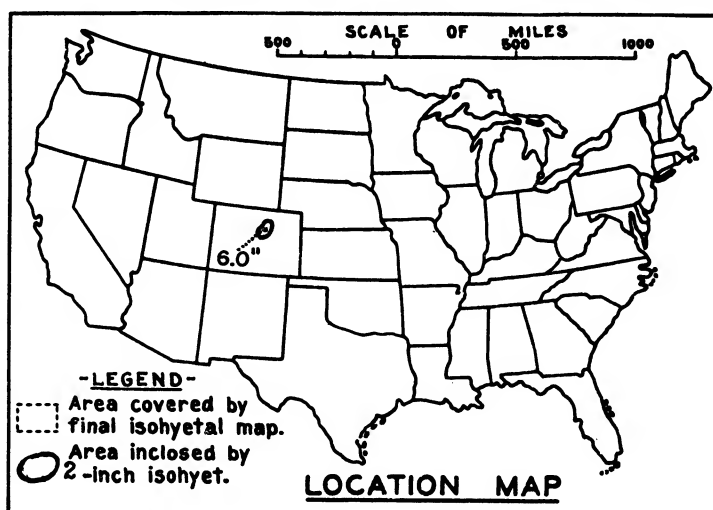 SCALE OF MILES
500 0 500 1000
6.0"
-LEGEND-
Area covered by
final isohyetal map.
Area inclosed by
2-inch isohyet.
LOCATION MAP